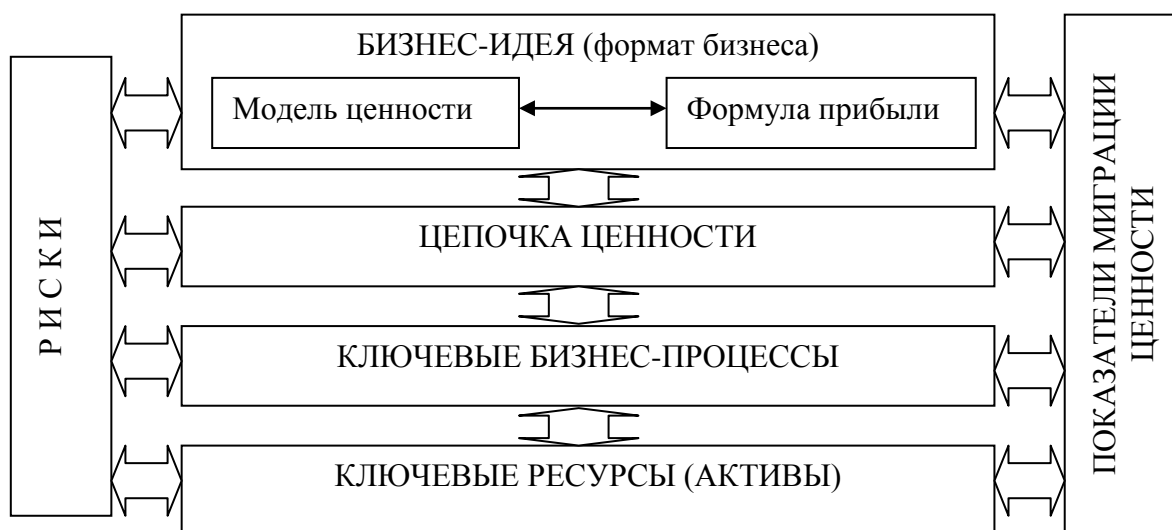 БИЗНЕС-ИДЕЯ (формат бизнеса)
Модель ценности
Формула прибыли
ЦЕПОЧКА ЦЕННОСТИ
КЛЮЧЕВЫЕ БИЗНЕС-ПРОЦЕССЫ
КЛЮЧЕВЫЕ РЕСУРСЫ (АКТИВЫ)
Р И С К И
ПОКАЗАТЕЛИ МИГРАЦИИ
ЦЕННОСТИ